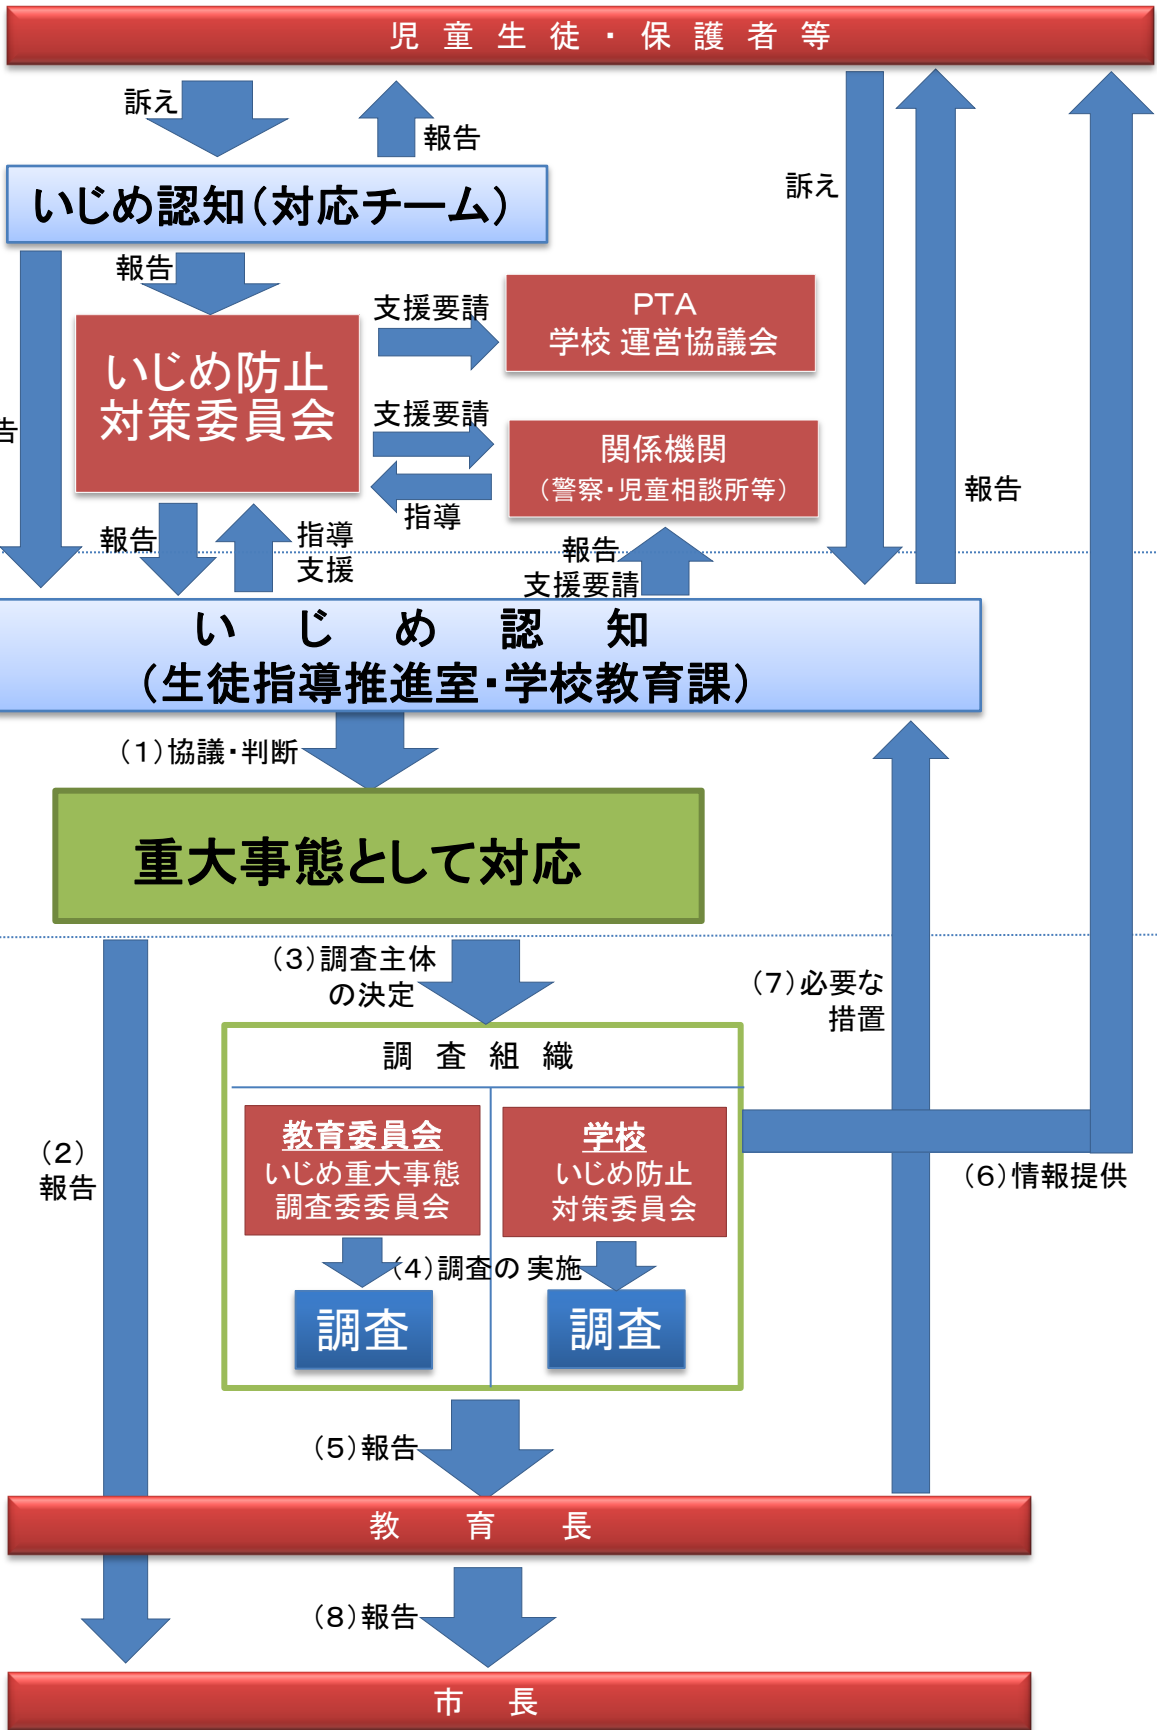 児童生徒・保護者等
訴え
報告
訴え
いじめ認知（対応チーム）
報告
支援要請
PTA
学校 運営協議会
いじめ防止
対策委員会
支援要請
関係機関
（警察・児童相談所等）
指導
告
報告
報告
指導
支援
報告
支援要請
いじめ認知
（生徒指導推進室・学校教育課）
（1）協議・判断
重大事態として対応
（3）調査主体
の決定
（7）必要な
措置
調査組織
教育委員会
いじめ重大事態
調査委委員会
学校
いじめ防止
対策委員会
（2）
報告
（6）情報提供
（4）調査の 実施
調査
調査
（5）報告
教育長
（8）報告
市長